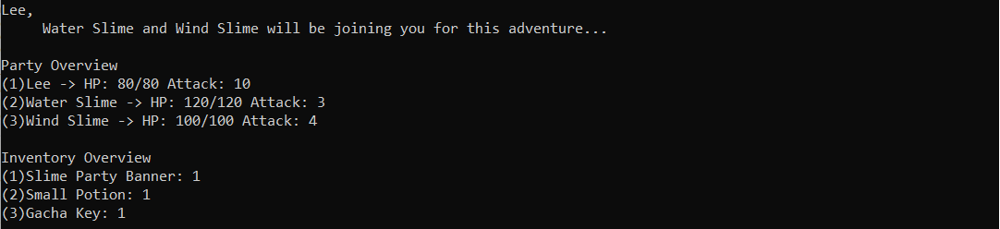 Lee,
Water Slime and Wind Slime will be joining you for this adventure...
Party Overview
(1)Lee -> HP: 80/80 Attack: 10
(2)Water Slime -> HP: 120/120 Attack: 3
(3)Wind Slime -> HP: 100/100 Attack: 4
Inventory Overview
(1)Slime Party Banner: 1
(2)Small Potion: 1
(3)Gacha Key: 1